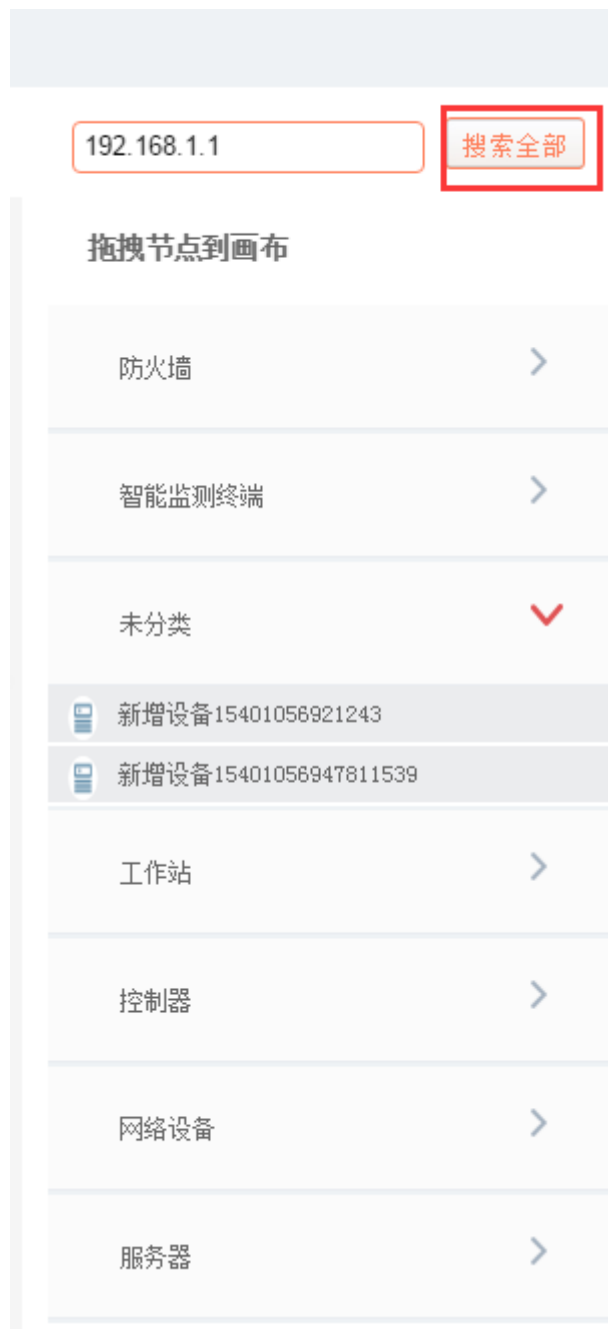 192.168.1.1 搜索全部
拖拽节点到画布
防火墙
智能监测终端
未分类
新增设备15401056921243
新增设备15401056947811539
工作站
控制器
网络设备
服务器